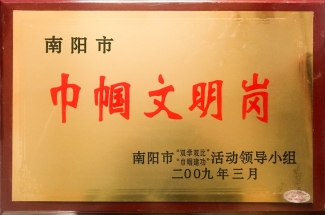 南阳市
巾帼文明岗
南阳市“双学双比”“巾帼建功”活动领导小组
二00九年三月